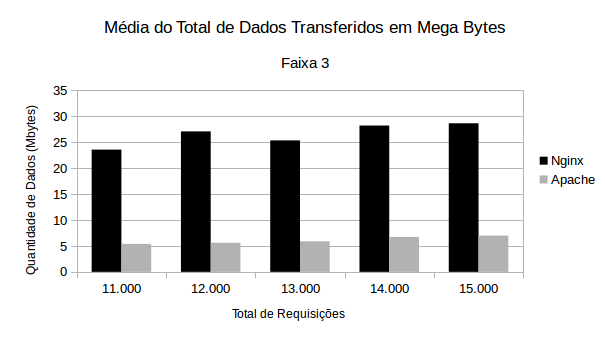 Média do Total de Dados Transferidos em Mega Bytes
Faixa 3
Quantidade de Dados (Mbytes)
35
30
25
20
15
10
5
0
11.000 12.000 13.000 14.000 15.000
Total de Requisições
Nginx
Apache